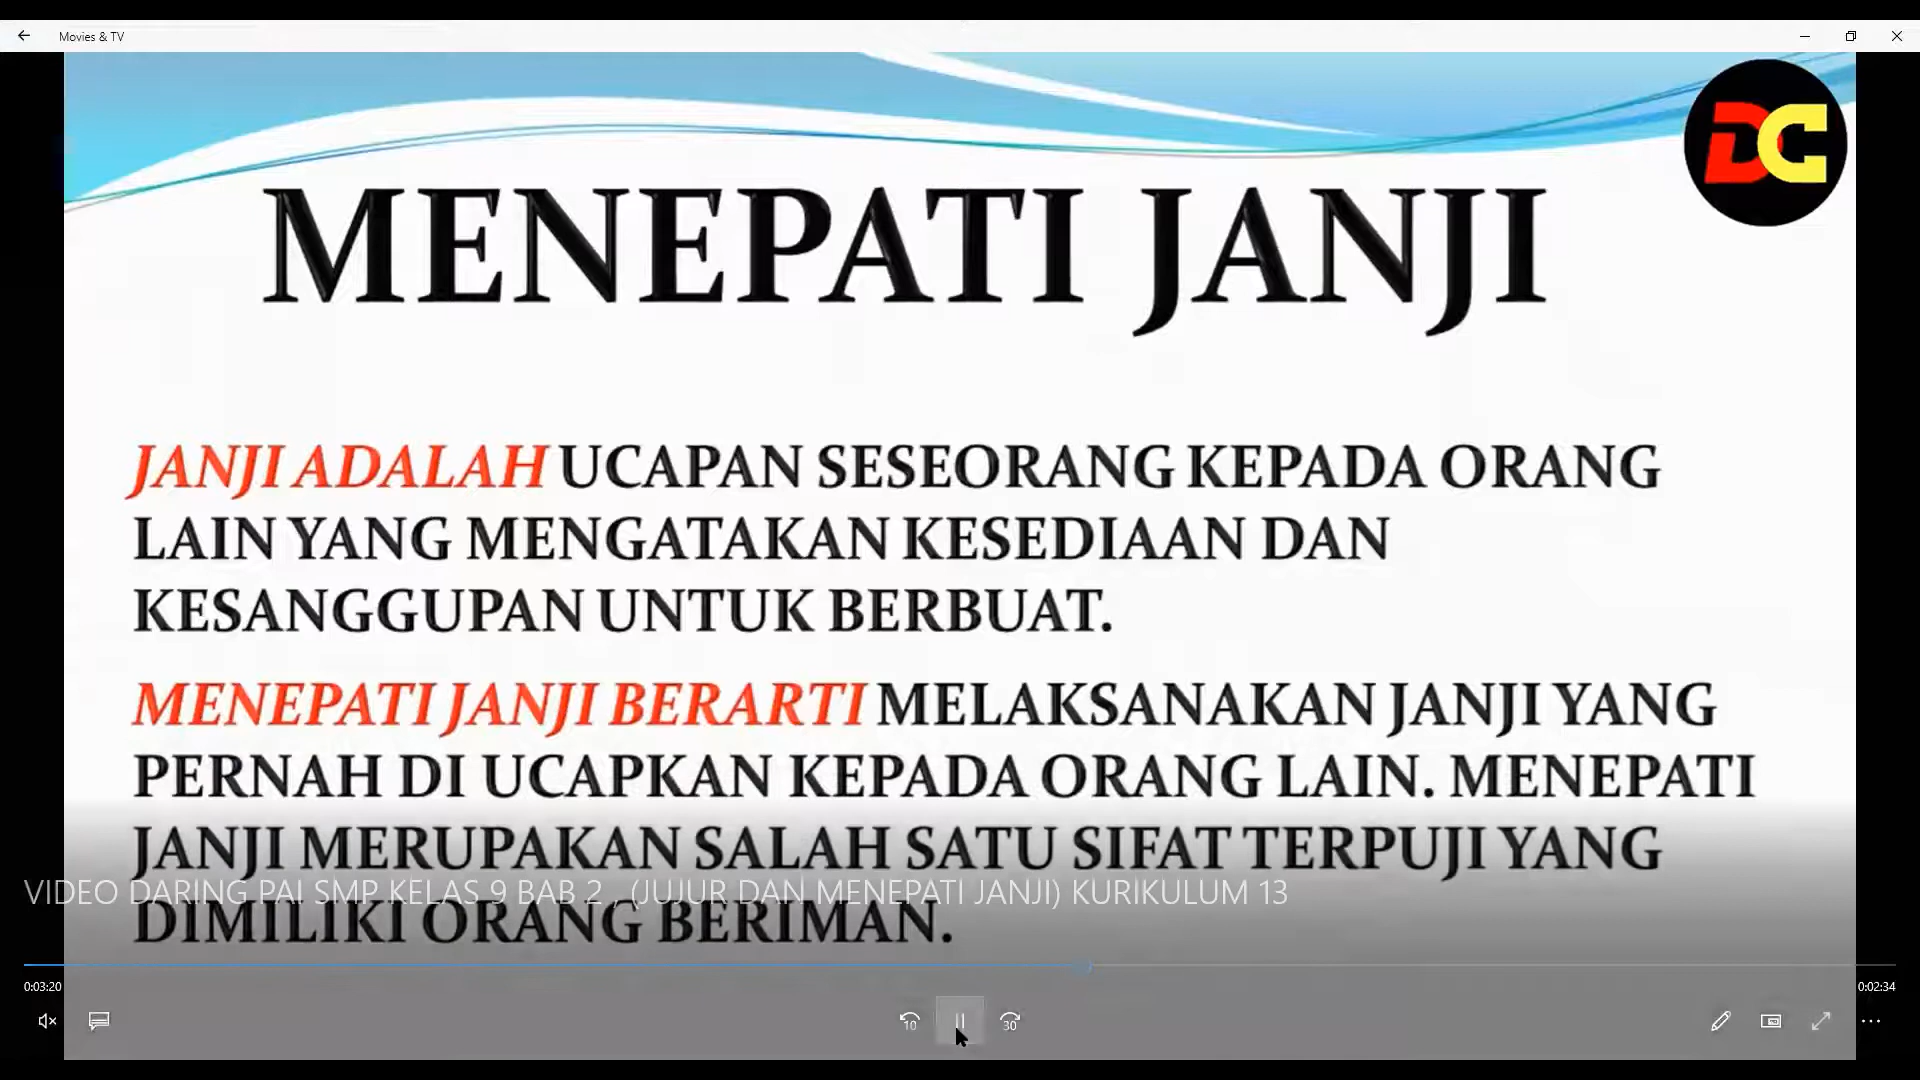 Movies & TV
DC
MENEPATI JANJI
JANJI ADALAH UCAPAN SESEORANG KEPADA ORANG
LAIN YANG MENGATAKAN KESEDIAAN DAN
KESANGGUPAN UNTUK BERBUAT.
MENEPATI JANJI BERARTI MELAKSANAKAN JANJI YANG
PERNAH DI UCAPKAN KEPADA ORANG LAIN. MENEPATI
JANJI MERUPAKAN SALAH SATU SIFAT TERPUJI YANG
VIDEO DARING PAI SMP KELAS 9 BAB 2 , (JUJUR DAN MENEPATI JANJI) KURIKULUM 13
DIMILIKI ORANG BERIMAN.
0:03:20
0:02:34
10
30